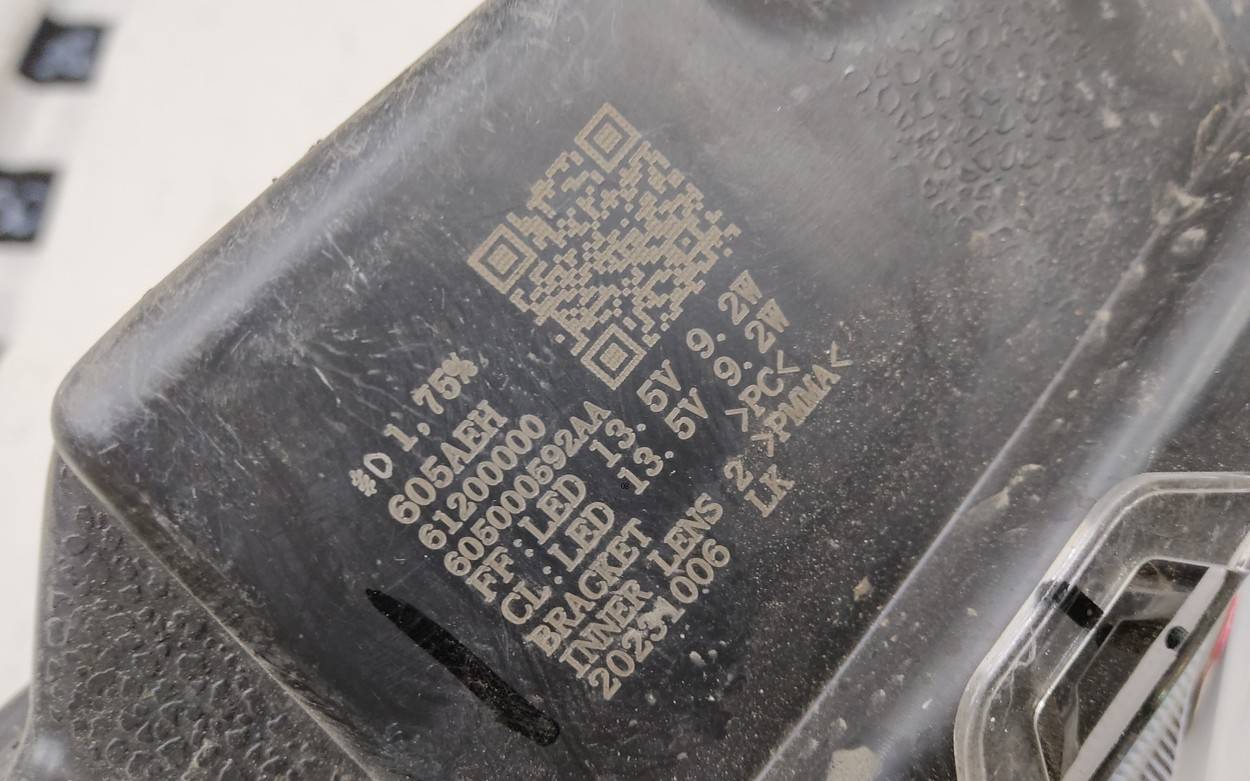 1.75%
605AEH
61200000
605000592AA
FF:LED 13.5V 9.2W
CL:LED 13.5V 9.2W
BRACKET >PC<
INNER LENS 2 >PMMA<
20231006 LK